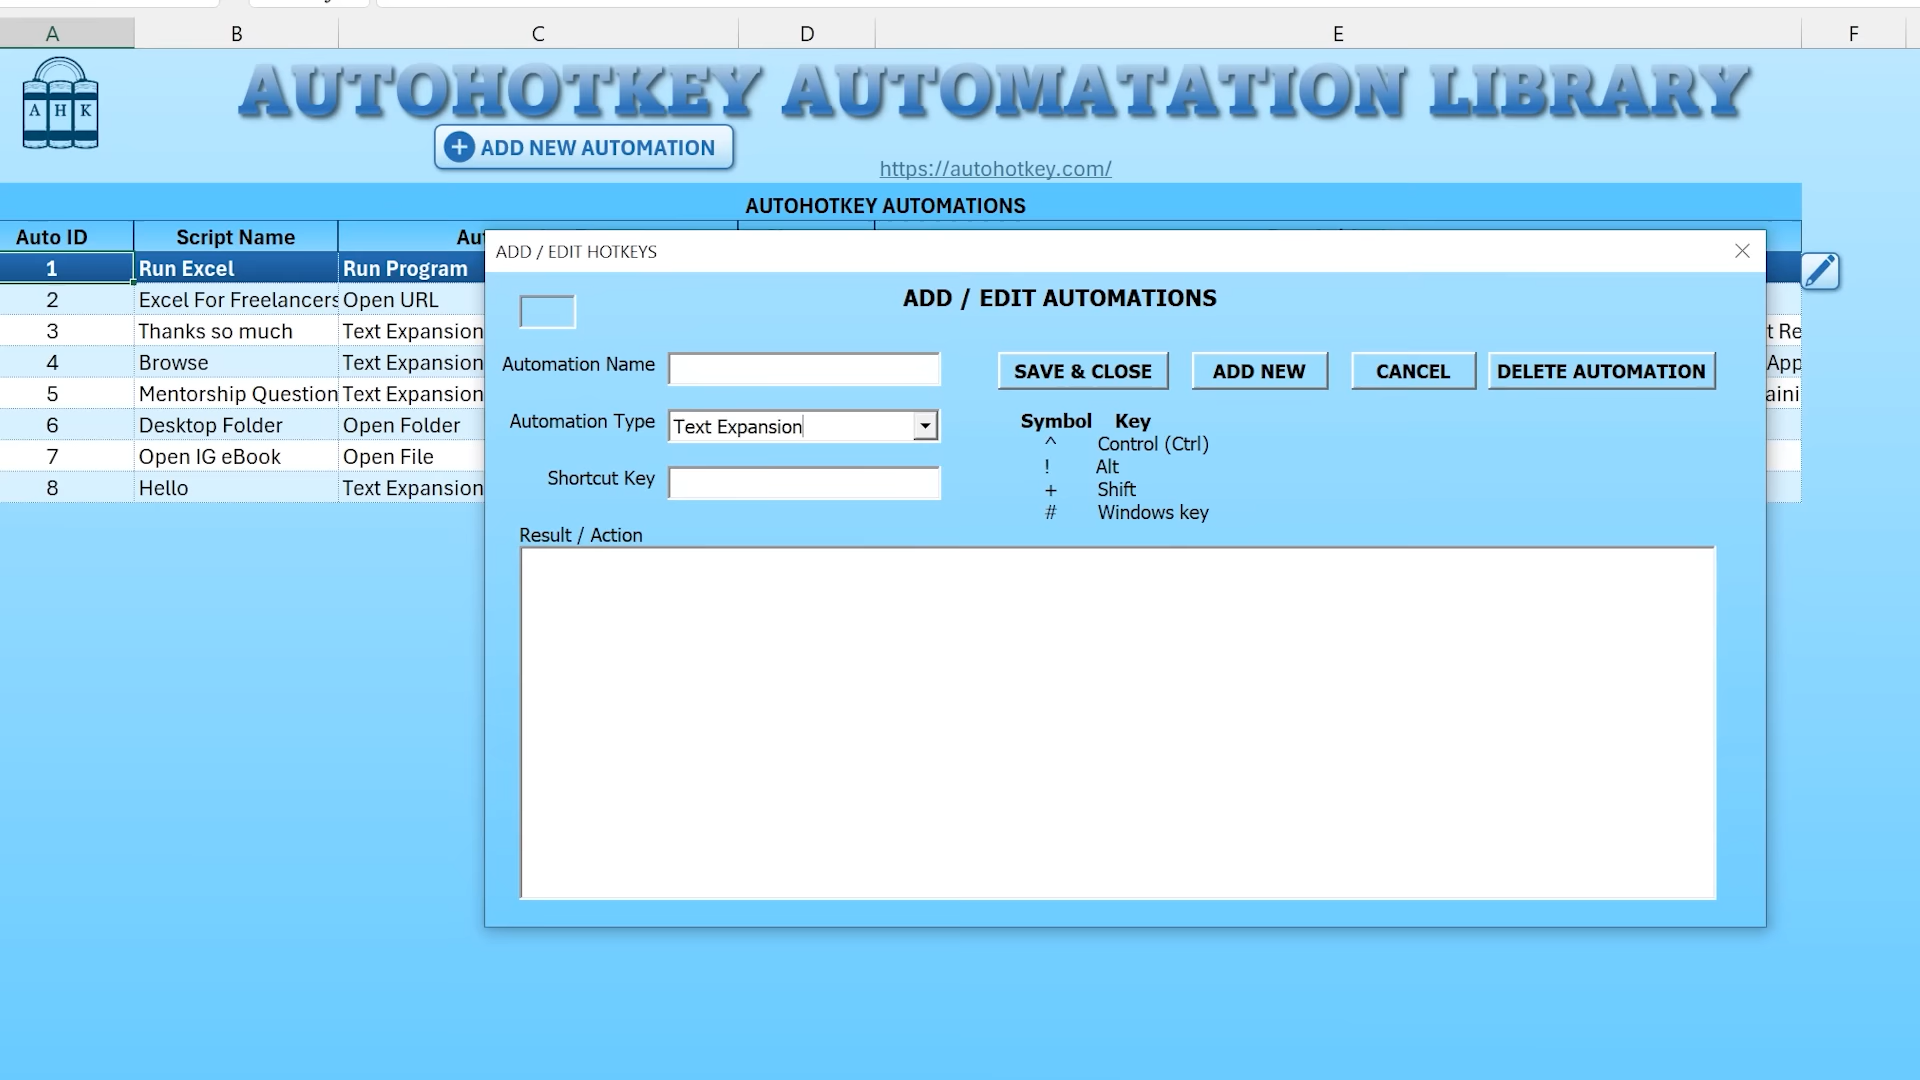 A B C D E F
A H K
AUTOHOTKEY AUTOMATATION LIBRARY
ADD NEW AUTOMATION
https://autohotkey.com/
AUTOHOTKEY AUTOMATIONS
Auto ID Script Name Au
1 Run Excel Run Program
2 Excel For Freelancers Open URL
3 Thanks so much Text Expansion t Re
4 Browse Text Expansion App
5 Mentorship Question Text Expansion aini
6 Desktop Folder Open Folder
7 Open IG eBook Open File
8 Hello Text Expansion
ADD / EDIT HOTKEYS
ADD / EDIT AUTOMATIONS
Automation Name
SAVE & CLOSE ADD NEW CANCEL DELETE AUTOMATION
Automation Type Text Expansion
Shortcut Key
Symbol Key
^ Control (Ctrl)
! Alt
+ Shift
# Windows key
Result / Action